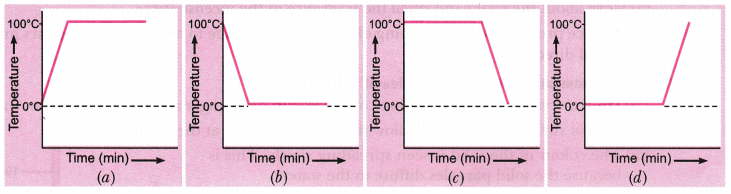 100°C
Temperature
0°C
Time (min)
(a)
100°C
Temperature
0°C
Time (min)
(b)
100°C
Temperature
0°C
Time (min)
(c)
100°C
Temperature
0°C
Time (min)
(d)